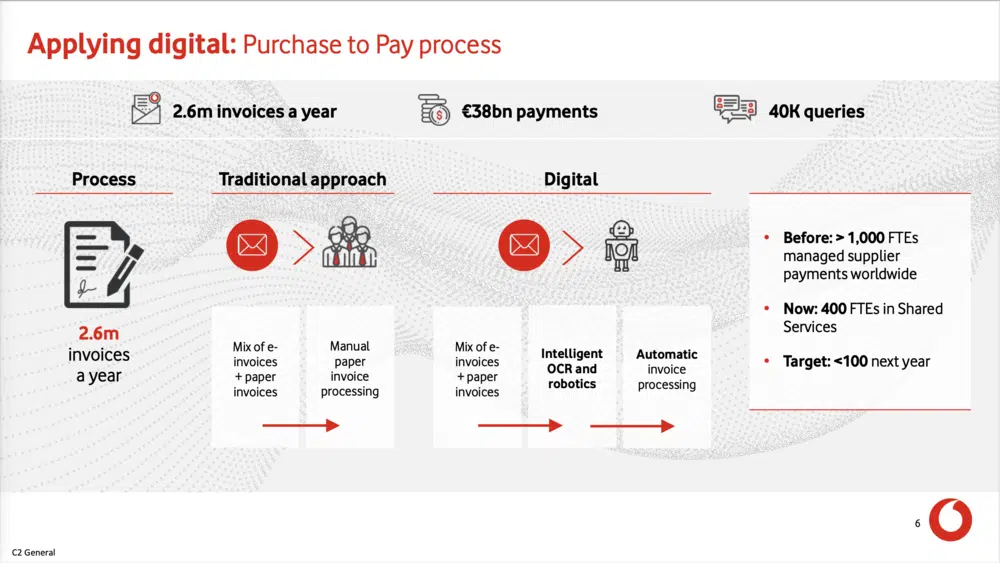 Applying digital: Purchase to Pay process
2.6m invoices a year
€38bn payments
40K queries
Process
Traditional approach
Digital
2.6m
invoices
a year
Mix of e-
invoices
+ paper
invoices
Manual
paper
invoice
processing
Mix of e-
invoices
+ paper
invoices
Intelligent
OCR and
robotics
Automatic
invoice
processing
• Before: > 1,000 FTEs
managed supplier
payments worldwide
• Now: 400 FTEs in Shared
Services
• Target: <100 next year
6
C2 General